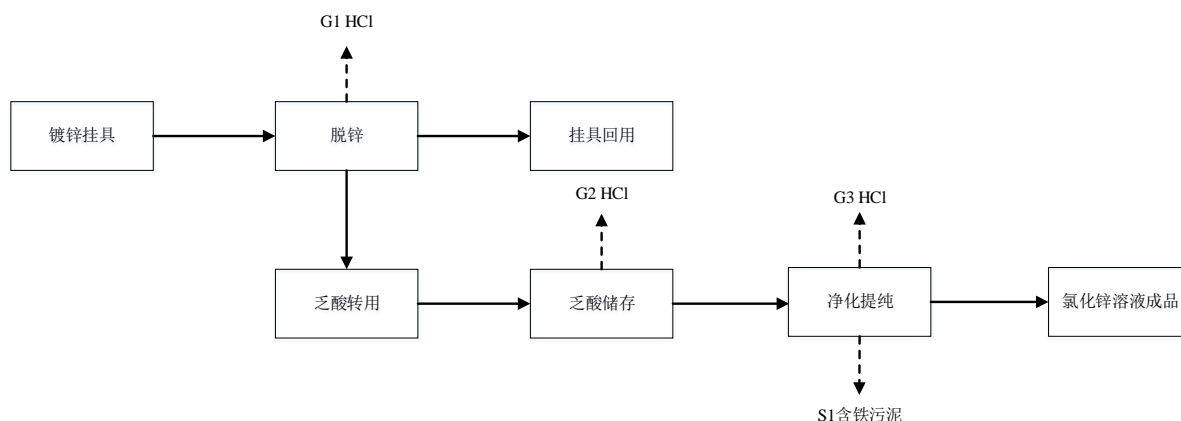 G1 HCl
镀锌挂具
脱锌
挂具回用
G2 HCl
G3 HCl
乏酸转用
乏酸储存
净化提纯
氯化锌溶液成品
S1含铁污泥